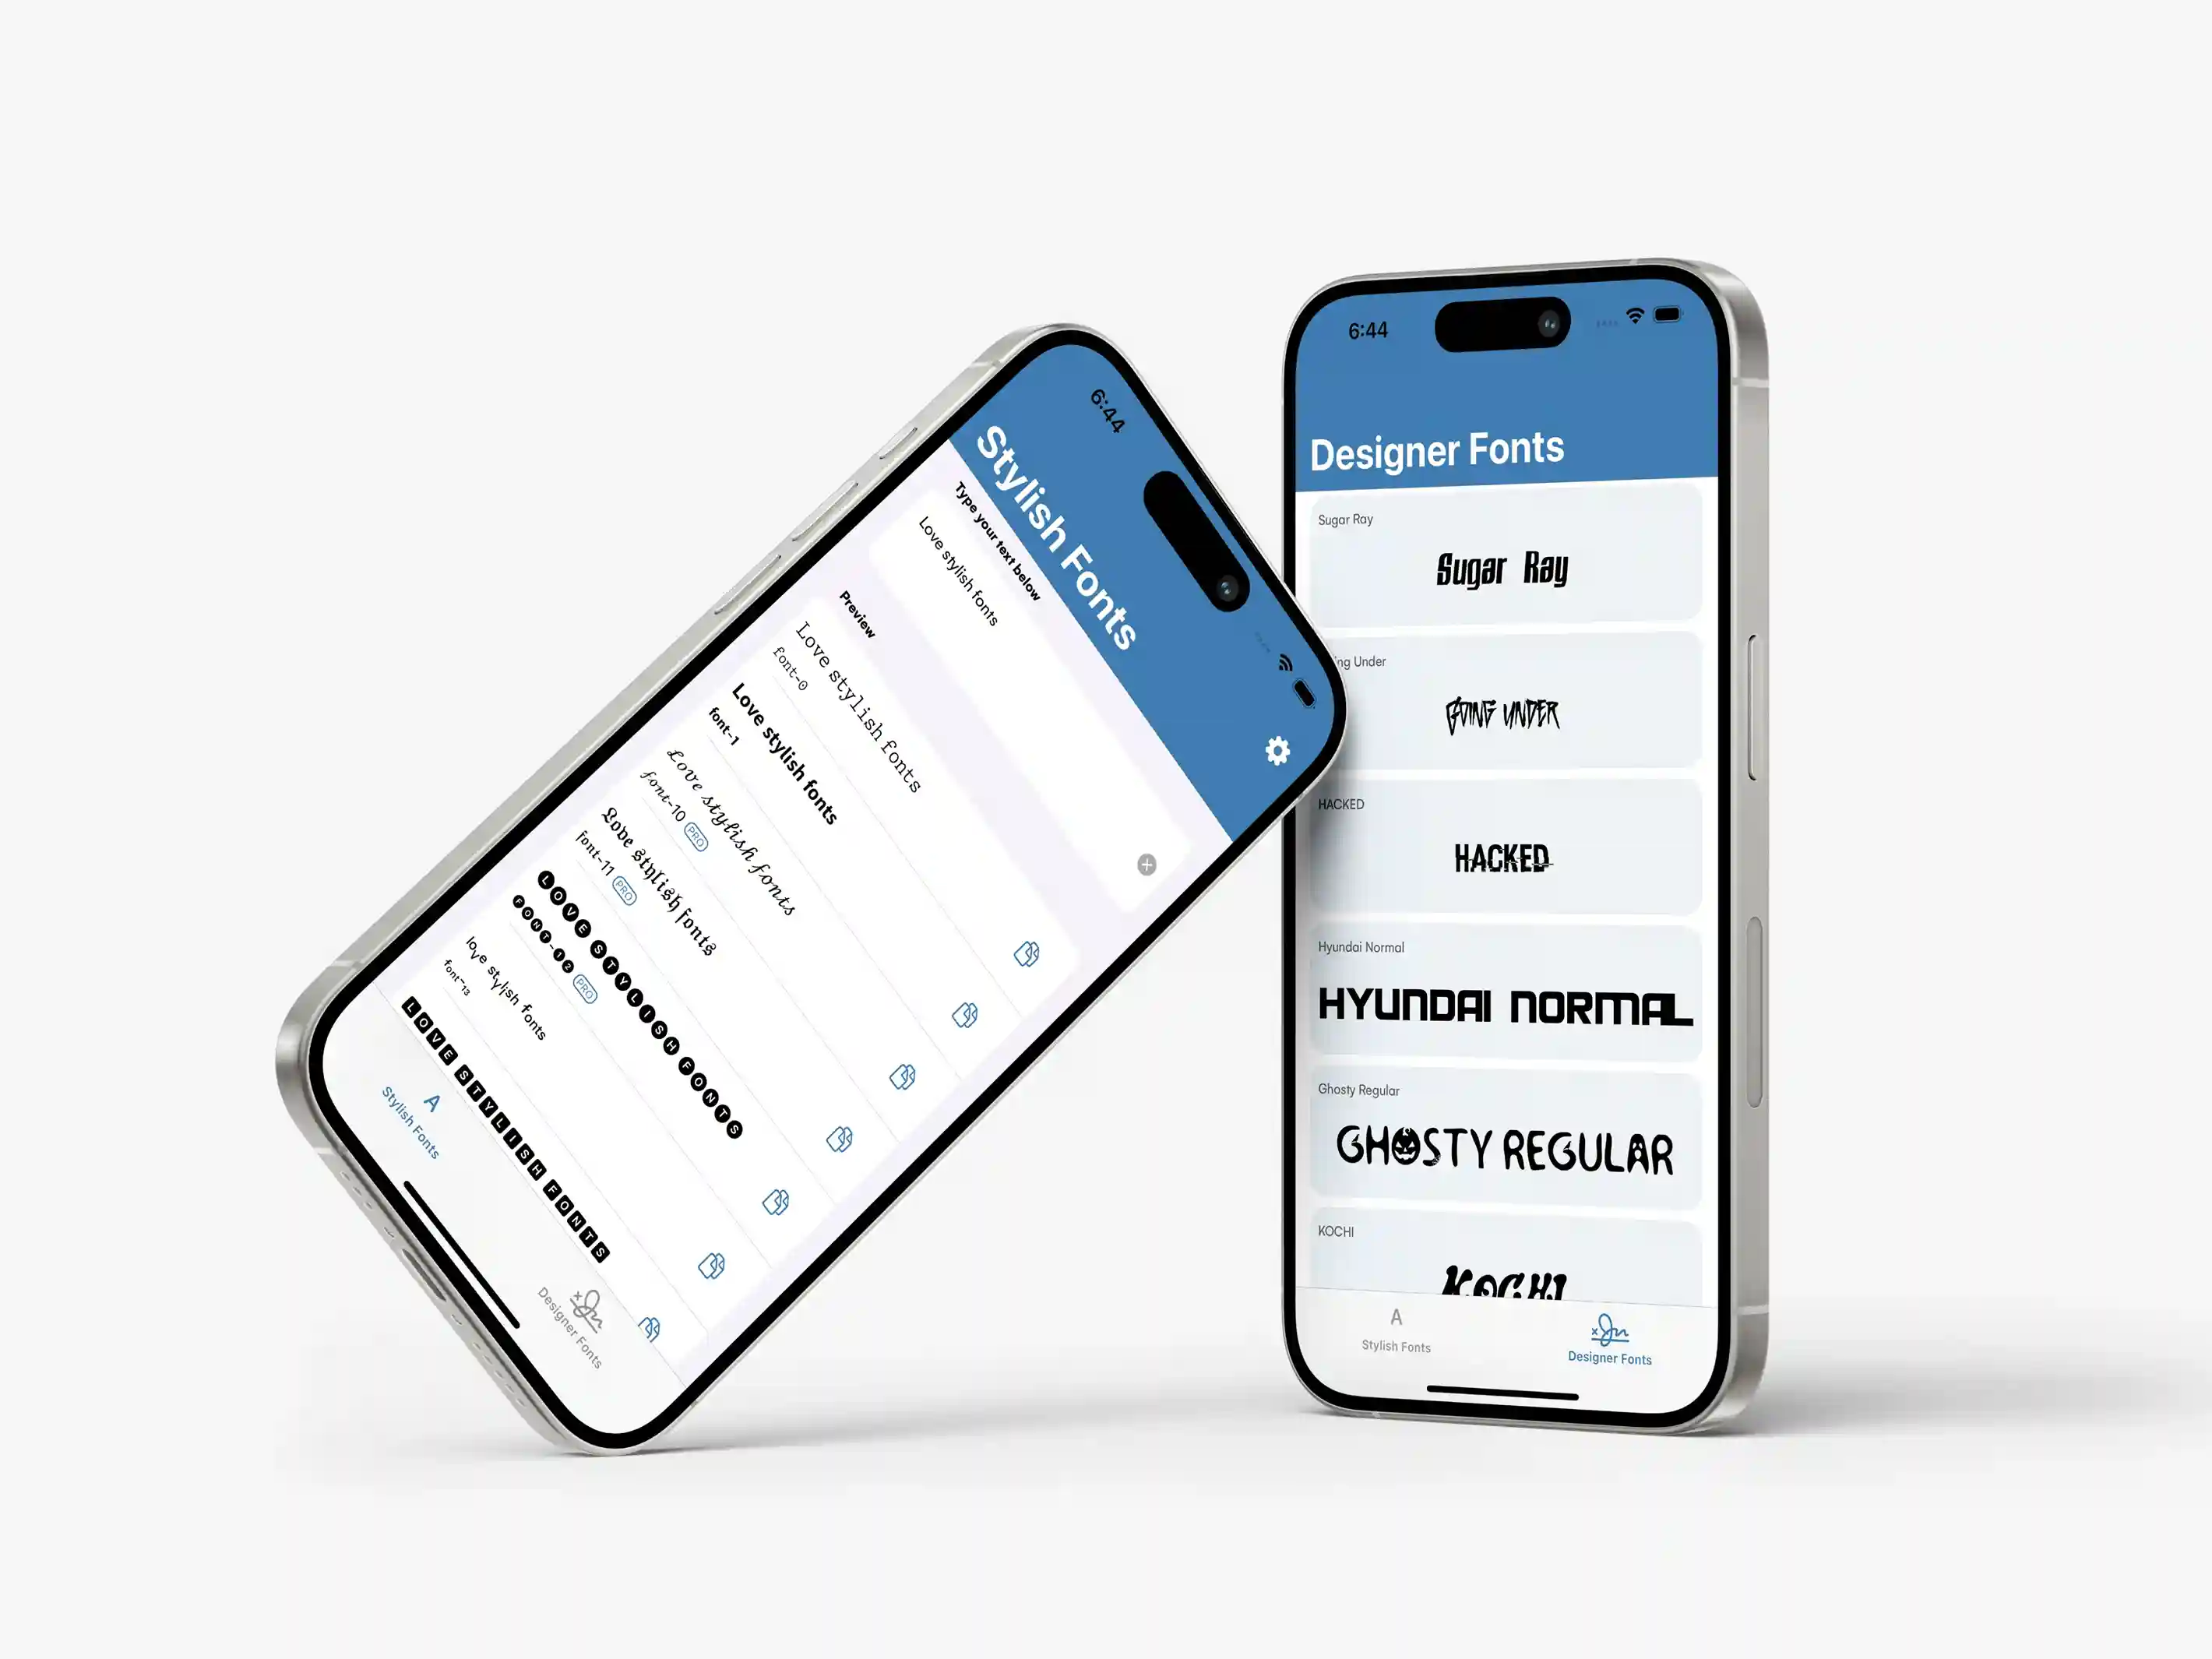 6:44
Stylish Fonts
Type your text below
Love stylish fonts
Preview
Love stylish fonts
font-0
Love stylish fonts
font-1
Love stylish fonts
font-10 PRO
Love stylish fonts
font-11 PRO
LOVE STYLISH FONTS
FONT-12 PRO
love stylish fonts
font-13
LOVE STYLISH FONTS
A
Stylish Fonts
Designer Fonts
6:44
Designer Fonts
Sugar Ray
Sugar Ray
Under
GOING UNDER
HACKED
HACKED
Hyundai Normal
HYUNDAI NORMAL
Ghosty Regular
GHOSTY REGULAR
KOCHI
KOCHI
A
Stylish Fonts
Designer Fonts